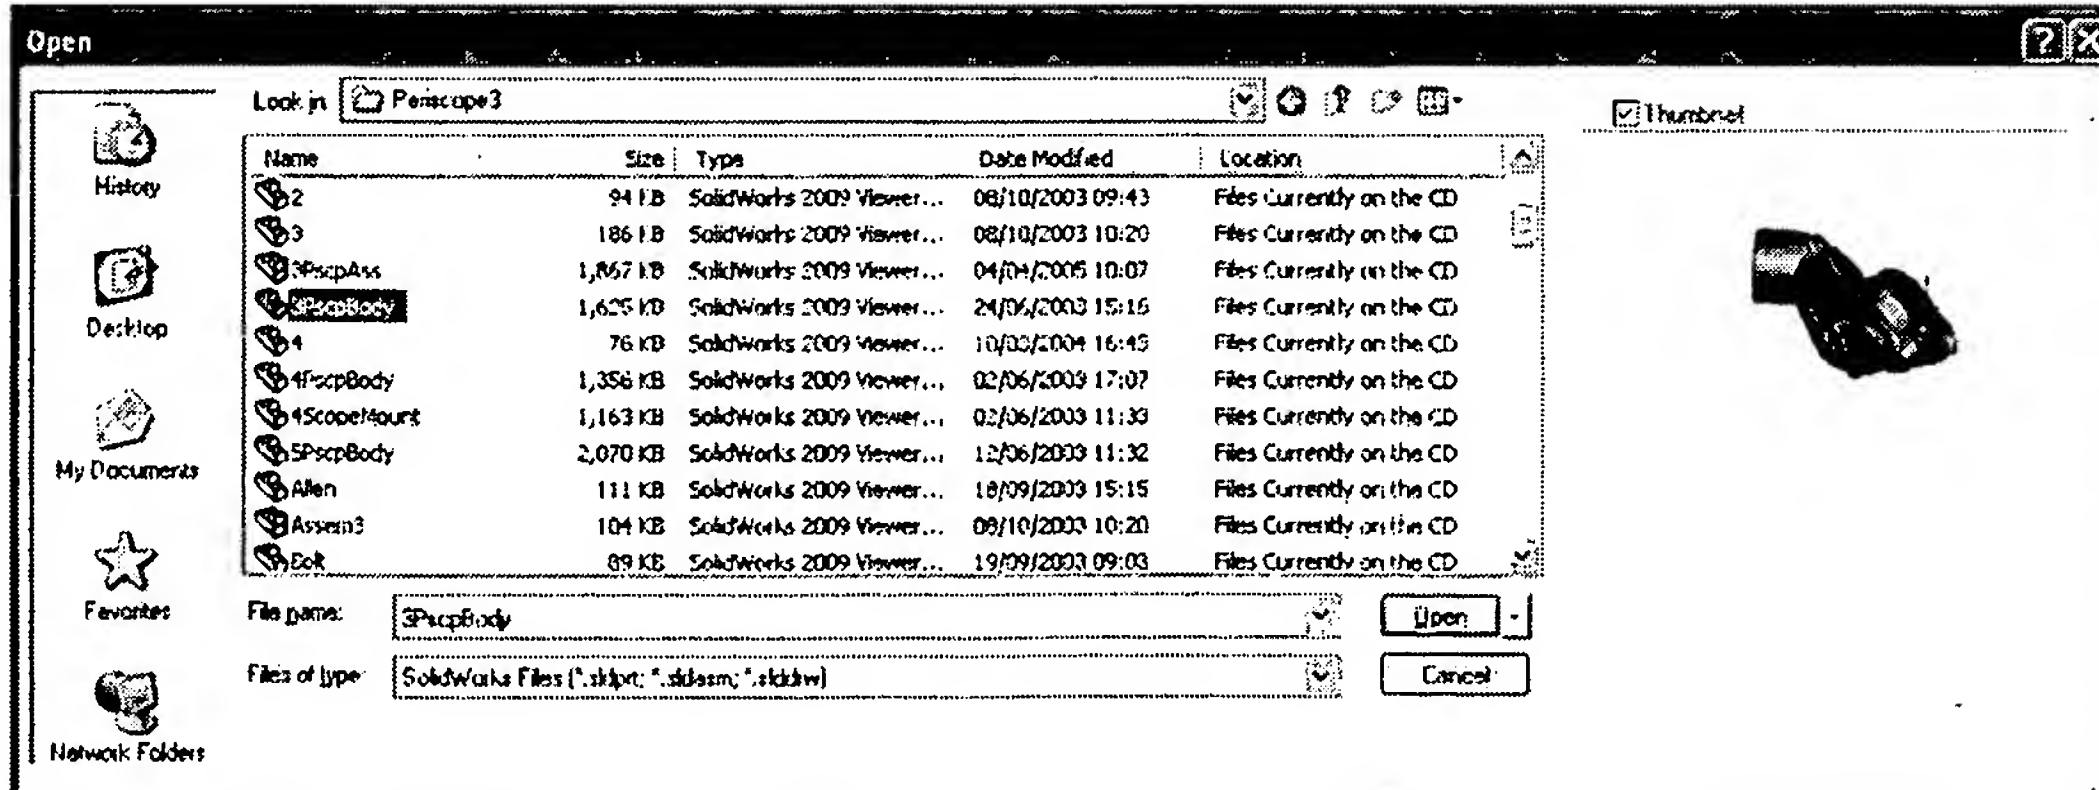 Open
Look in: Periscope3
Thumbnail
History
Desktop
My Documents
Favorites
Network Folders
Name Size Type Date Modified Location
2 94 KB SolidWorks 2009 Viewer... 08/10/2003 09:43 Files Currently on the CD
3 186 KB SolidWorks 2009 Viewer... 08/10/2003 10:20 Files Currently on the CD
3PscpAss 1,867 KB SolidWorks 2009 Viewer... 04/04/2005 10:07 Files Currently on the CD
3PscpBody 1,625 KB SolidWorks 2009 Viewer... 24/06/2003 15:16 Files Currently on the CD
4 76 KB SolidWorks 2009 Viewer... 16:45 Files Currently on the CD
4PscpBody 1,356 KB SolidWorks 2009 Viewer... 02/06/2003 17:07 Files Currently on the CD
4ScopeMount 1,163 KB SolidWorks 2009 Viewer... 02/06/2003 11:33 Files Currently on the CD
5PscpBody 2,070 KB SolidWorks 2009 Viewer... 12/06/2003 11:32 Files Currently on the CD
Allen 111 KB SolidWorks 2009 Viewer... 18/09/2003 15:15 Files Currently on the CD
Assem3 104 KB SolidWorks 2009 Viewer... 08/10/2003 10:20 Files Currently on the CD
Bolt 89 KB SolidWorks 2009 Viewer... 19/09/2003 09:03 Files Currently on the CD
File name: 3PscpBody Open
Files of type: SolidWorks Files (*.sldprt; *.sldasm; *.slddrw) Cancel